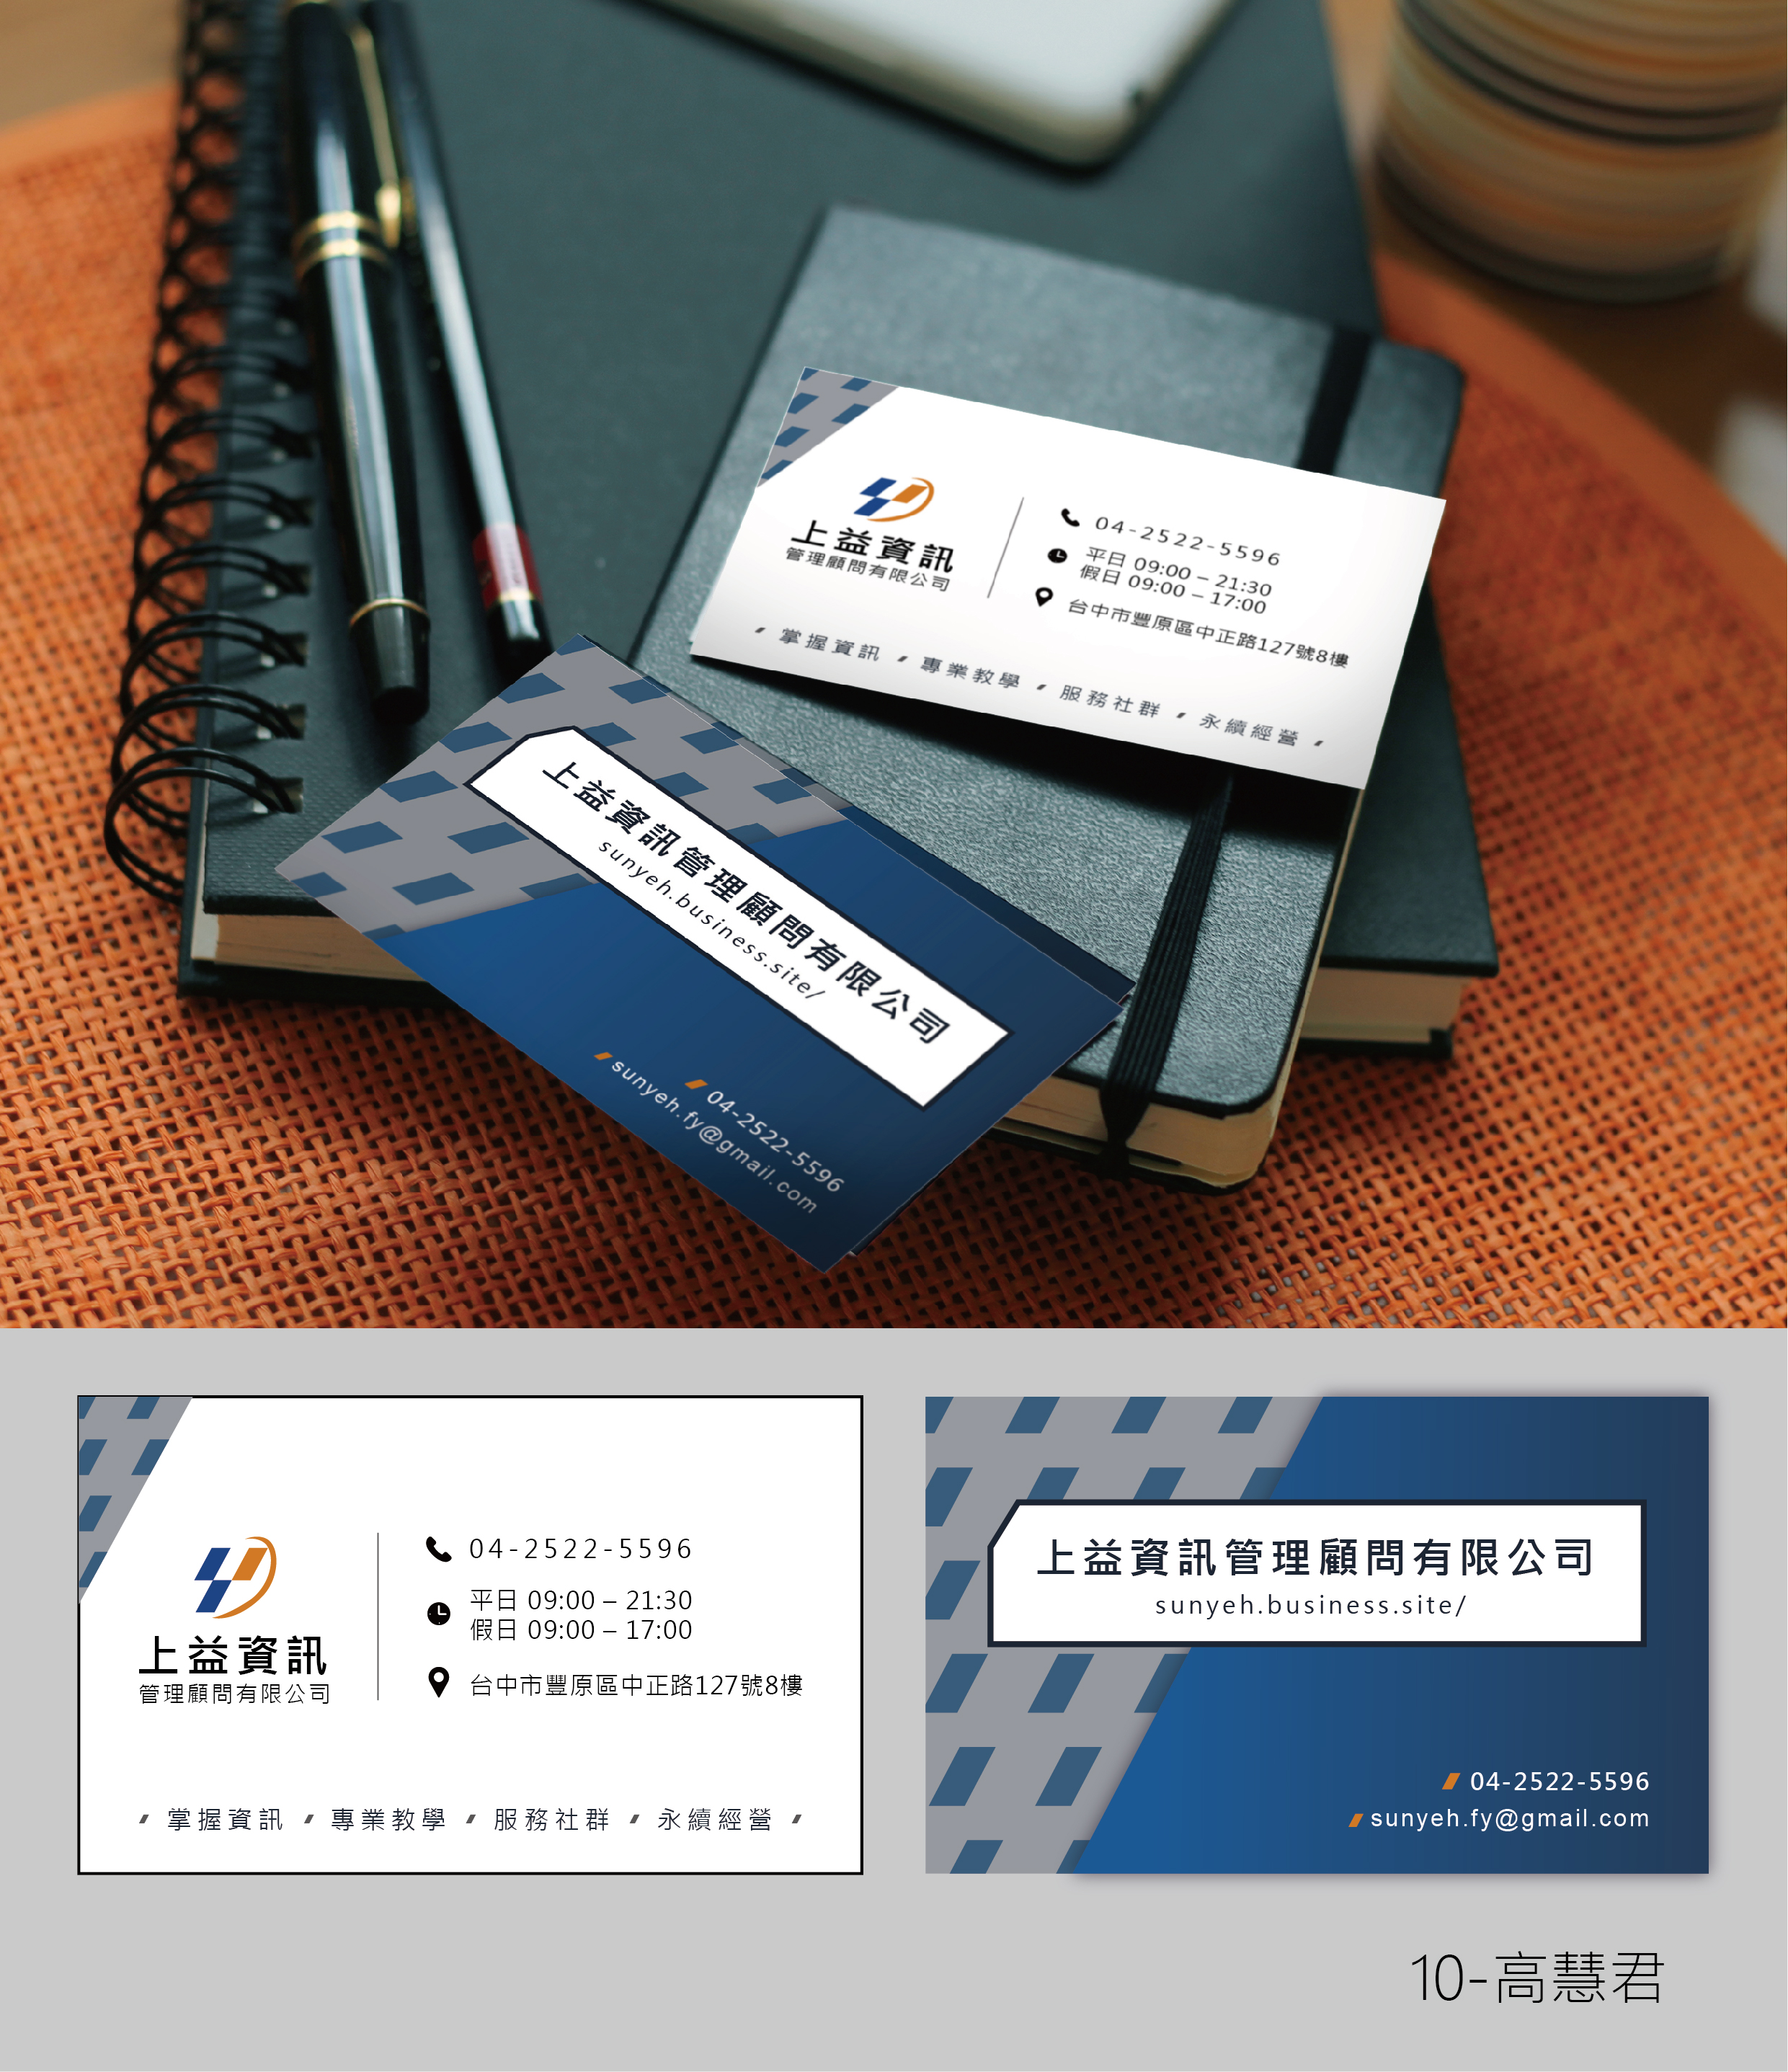 上益資訊
管理顧問有限公司
04-2522-5596
平日 09:00 – 21:30
假日 09:00 – 17:00
台中市豐原區中正路127號8樓
掌握資訊 專業教學 服務社群 永續經營
上益資訊管理顧問有限公司
sunyeh.business.site/
04-2522-5596
sunyeh.fy@gmail.com
上益資訊
管理顧問有限公司
04-2522-5596
平日 09:00 – 21:30
假日 09:00 – 17:00
台中市豐原區中正路127號8樓
掌握資訊 專業教學 服務社群 永續經營
上益資訊管理顧問有限公司
sunyeh.business.site/
04-2522-5596
sunyeh.fy@gmail.com
10-高慧君